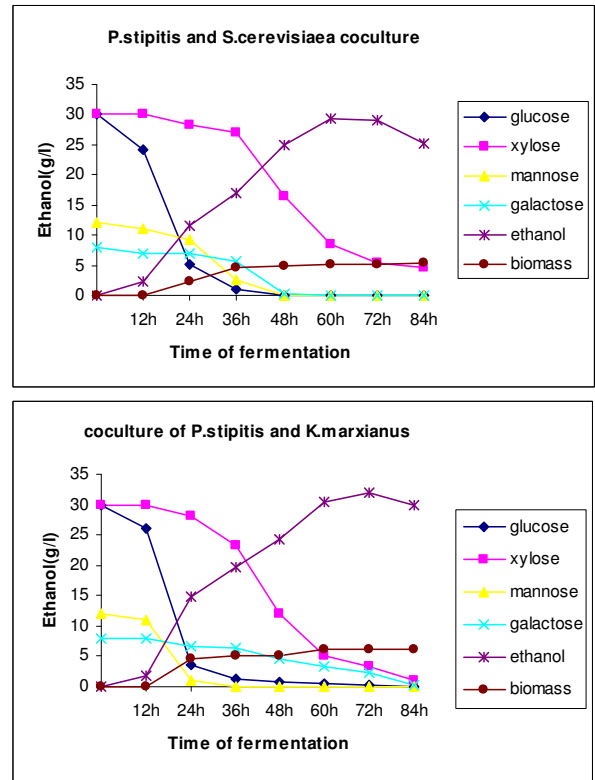 P.stipitis and S.cerevisiaea coculture
35
30
25
20
15
10
5
0
Ethanol(g/l)
12h 24h 36h 48h 60h 72h 84h
Time of fermentation
glucose
xylose
mannose
galactose
ethanol
biomass
coculture of P.stipitis and K.marxianus
35
30
25
20
15
10
5
0
Ethanol(g/l)
12h 24h 36h 48h 60h 72h 84h
Time of fermentation
glucose
xylose
mannose
galactose
ethanol
biomass